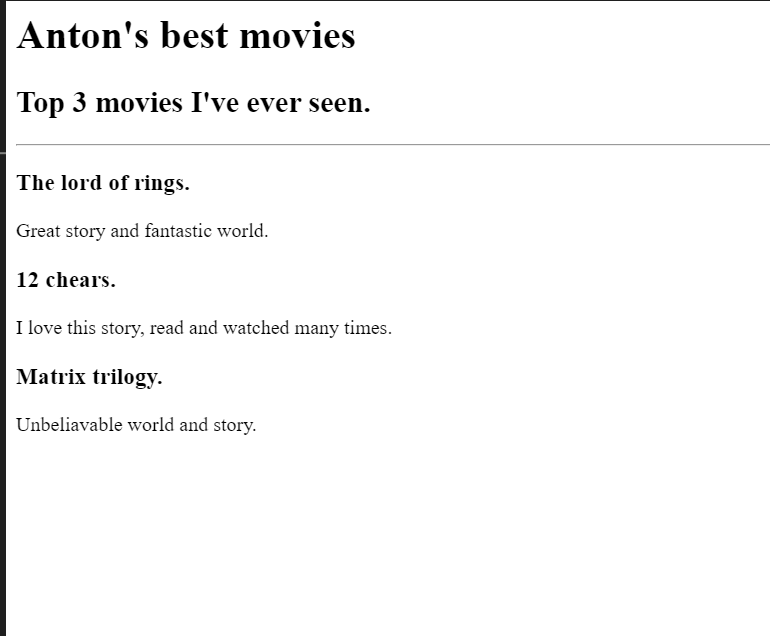 Anton's best movies
Top 3 movies I've ever seen.
The lord of rings.
Great story and fantastic world.
12 chears.
I love this story, read and watched many times.
Matrix trilogy.
Unbeliavable world and story.